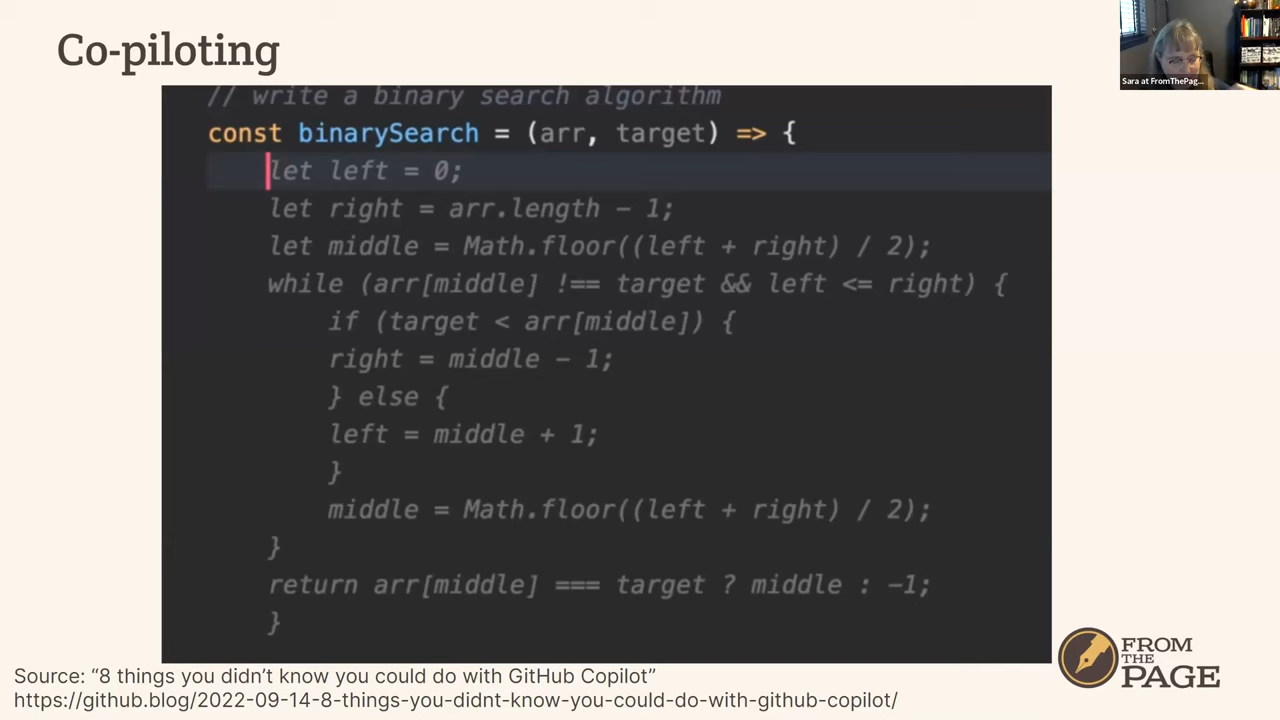 Co-piloting
Sara at FromThePag...
// write a binary search algorithm
const binarySearch = (arr, target) => {
let left = 0;
let right = arr.length - 1;
let middle = Math.floor((left + right) / 2);
while (arr[middle] !== target && left <= right) {
if (target < arr[middle]) {
right = middle - 1;
} else {
left = middle + 1;
}
middle = Math.floor((left + right) / 2);
}
return arr[middle] === target ? middle : -1;
}
FROM
THE
PAGE
Source: “8 things you didn’t know you could do with GitHub Copilot”
https://github.blog/2022-09-14-8-things-you-didnt-know-you-could-do-with-github-copilot/